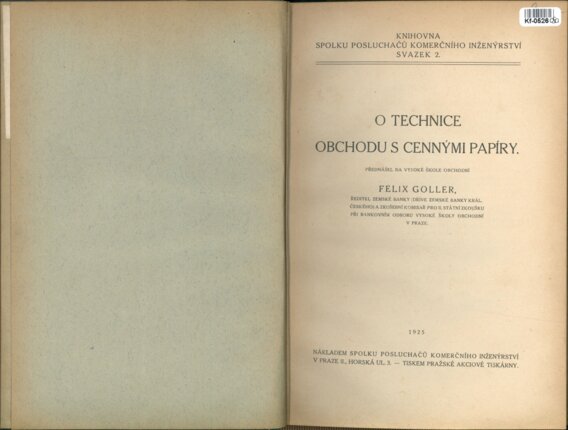 Kf-0526
KNIHOVNA
SPOLKU POSLUCHAČŮ KOMERČNÍHO INŽENÝRSTVÍ
SVAZEK 2.
O TECHNICE
OBCHODU S CENNÝMI PAPÍRY.
PŘEDNÁŠEL NA VYSOKÉ ŠKOLE OBCHODNÍ
FELIX GOLLER,
ŘEDITEL ZEMSKÉ BANKY (DŘÍVE ZEMSKÉ BANKY KRÁL.
ČESKÉHO) A ZKUŠEBNÍ KOMISAŘ PRO II. STÁTNÍ ZKOUŠKU
PŘI BANKOVNÍM ODBORU VYSOKÉ ŠKOLY OBCHODNÍ
V PRAZE.
1925
NÁKLADEM SPOLKU POSLUCHAČŮ KOMERČNÍHO INŽENÝRSTVÍ
V PRAZE II., HORSKÁ UL. 3. — TISKEM PRAŽSKÉ AKCIOVÉ TISKÁRNY.